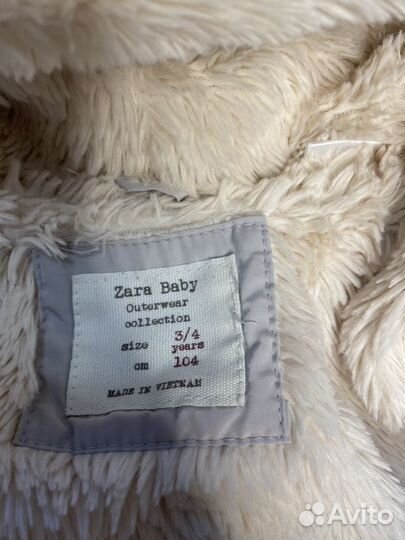 Zara Baby
Outerwear
collection
size 3/4 years
cm 104
MADE IN VIETNAM
Avito